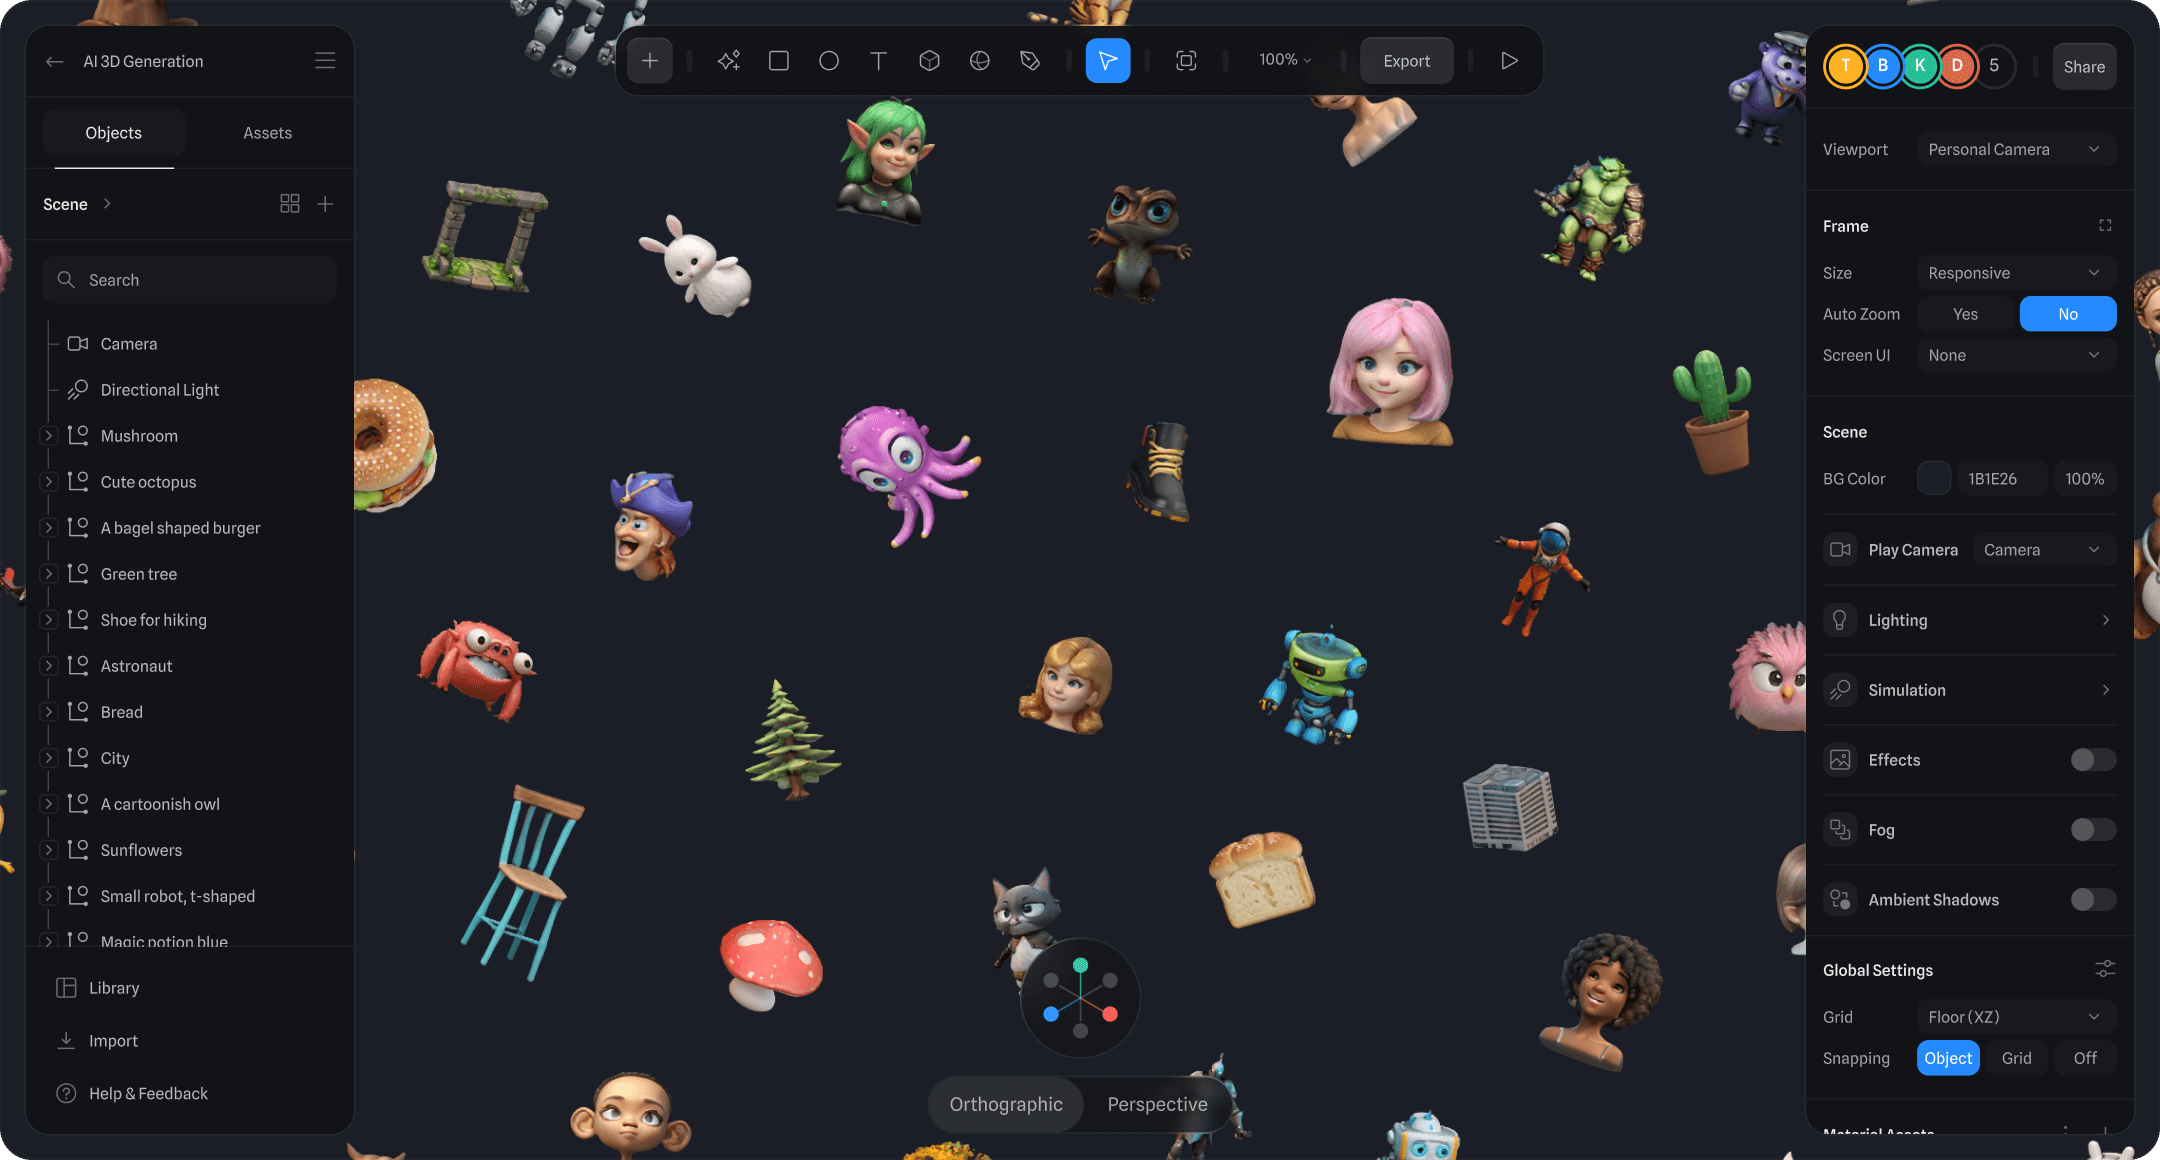 AI 3D Generation
Objects
Assets
Scene
Search
Camera
Directional Light
Mushroom
Cute octopus
A bagel shaped burger
Green tree
Shoe for hiking
Astronaut
Bread
City
A cartoonish owl
Sunflowers
Small robot, t-shaped
Magic potion blue
Library
Import
Help & Feedback
T
100%
Export
Orthographic
Perspective
T B K D 5
Share
Viewport Personal Camera
Frame
Size Responsive
Auto Zoom Yes No
Screen UI None
Scene
BG Color 1B1E26 100%
Play Camera Camera
Lighting
Simulation
Effects
Fog
Ambient Shadows
Global Settings
Grid Floor (XZ)
Snapping Object Grid Off
Material Assets